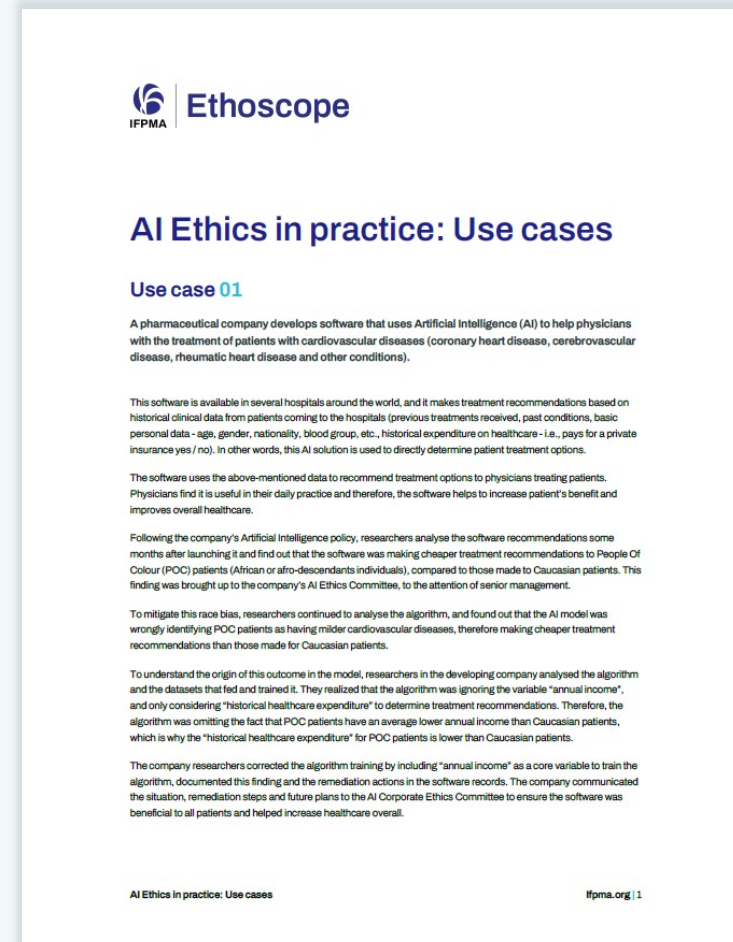 IFPMA
Ethoscope
AI Ethics in practice: Use cases
Use case 01
A pharmaceutical company develops software that uses Artificial Intelligence (AI) to help physicians
with the treatment of patients with cardiovascular diseases (coronary heart disease, cerebrovascular
disease, rheumatic heart disease and other conditions).
This software is available in several hospitals around the world, and it makes treatment recommendations based on
historical clinical data from patients coming to the hospitals (previous treatments received, past conditions, basic
personal data - age, gender, nationality, blood group, etc., historical expenditure on healthcare - i.e., pays for a private
insurance yes / no). In other words, this AI solution is used to directly determine patient treatment options.
The software uses the above-mentioned data to recommend treatment options to physicians treating patients.
Physicians find it is useful in their daily practice and therefore, the software helps to increase patient's benefit and
improves overall healthcare.
Following the company's Artificial Intelligence policy, researchers analyse the software recommendations some
months after launching it and find out that the software was making cheaper treatment recommendations to People Of
Colour (POC) patients (African or afro-descendants individuals), compared to those made to Caucasian patients. This
finding was brought up to the company's AI Ethics Committee, to the attention of senior management.
To mitigate this race bias, researchers continued to analyse the algorithm, and found out that the AI model was
wrongly identifying POC patients as having milder cardiovascular diseases, therefore making cheaper treatment
recommendations than those made for Caucasian patients.
To understand the origin of this outcome in the model, researchers in the developing company analysed the algorithm
and the datasets that fed and trained it. They realized that the algorithm was ignoring the variable "annual income",
and only considering "historical healthcare expenditure" to determine treatment recommendations. Therefore, the
algorithm was omitting the fact that POC patients have an average lower annual income than Caucasian patients,
which is why the "historical healthcare expenditure" for POC patients is lower than Caucasian patients.
The company researchers corrected the algorithm training by including "annual income" as a core variable to train the
algorithm, documented this finding and the remediation actions in the software records. The company communicated
the situation, remediation steps and future plans to the AI Corporate Ethics Committee to ensure the software was
beneficial to all patients and helped increase healthcare overall.
AI Ethics in practice: Use cases
Ifpma.org | 1